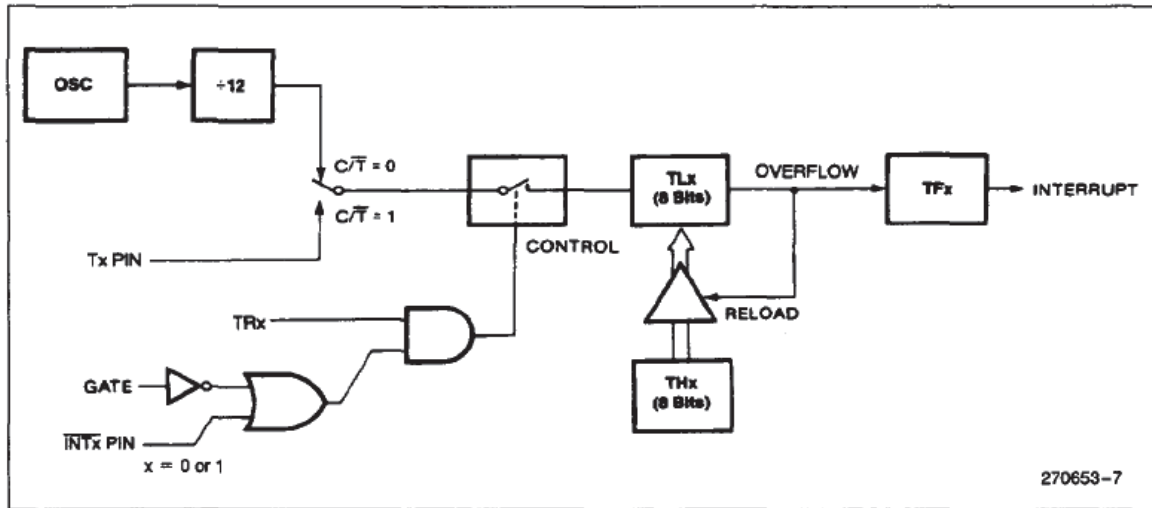 OSC
÷12
C/T̅ = 0
C/T̅ = 1
Tx PIN
CONTROL
TLx
(8 Bits)
OVERFLOW
TFx
INTERRUPT
RELOAD
TRx
THx
(8 Bits)
GATE
I̅N̅T̅x̅ PIN
x = 0 or 1
270653-7